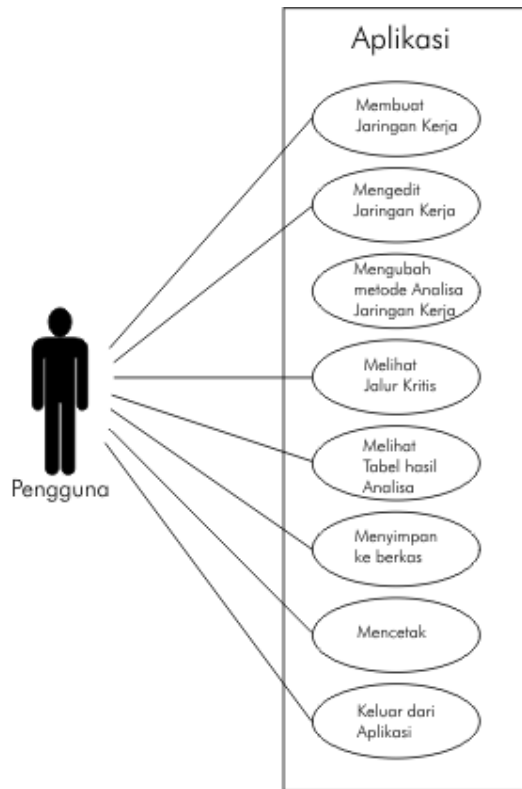 Aplikasi
Membuat
Jaringan Kerja
Mengedit
Jaringan Kerja
Mengubah
metode Analisa
Jaringan Kerja
Melihat
Jalur Kritis
Melihat
Tabel hasil
Analisa
Pengguna
Menyimpan
ke berkas
Mencetak
Keluar dari
Aplikasi